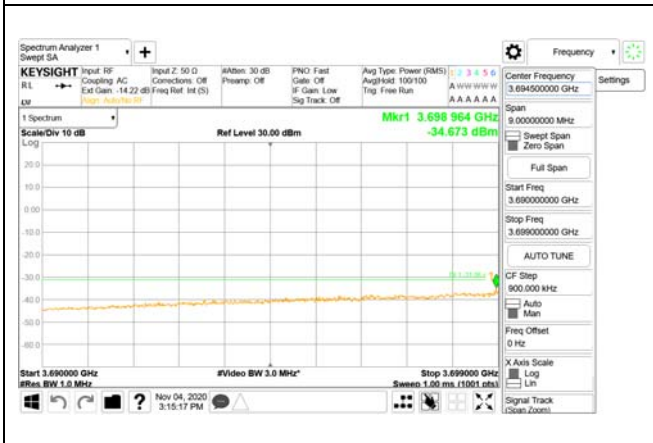 Spectrum Analyzer 1
Swept SA
+
Frequency
KEYSIGHT
RL
Input: RF
Coupling: AC
Ext Gain: -14.22 dB
Align: Auto/No RF
Input Z: 50 Ω
Corrections: Off
Freq Ref: Int (S)
#Atten: 30 dB
Preamp: Off
PNO: Fast
Gate: Off
IF Gain: Low
Sig Track: Off
Avg Type: Power (RMS)
Avg|Hold: 100/100
Trig: Free Run
1 2 3 4 5 6
A W W W W W
A A A A A A
1 Spectrum
Scale/Div 10 dB
Log
Ref Level 30.00 dBm
Mkr1 3.698 964 GHz
-34.673 dBm
20.0
10.0
0.00
-10.0
-20.0
-30.0
-40.0
-50.0
-60.0
Start 3.690000 GHz
#Res BW 1.0 MHz
#Video BW 3.0 MHz*
Stop 3.699000 GHz
Sweep 1.00 ms (1001 pts)
?
Nov 04, 2020
3:15:17 PM
Center Frequency
3.694500000 GHz
Settings
Span
9.00000000 MHz
Swept Span
Zero Span
Full Span
Start Freq
3.690000000 GHz
Stop Freq
3.699000000 GHz
AUTO TUNE
CF Step
900.000 kHz
Auto
Man
Freq Offset
0 Hz
X Axis Scale
Log
Lin
Signal Track
(Span Zoom)